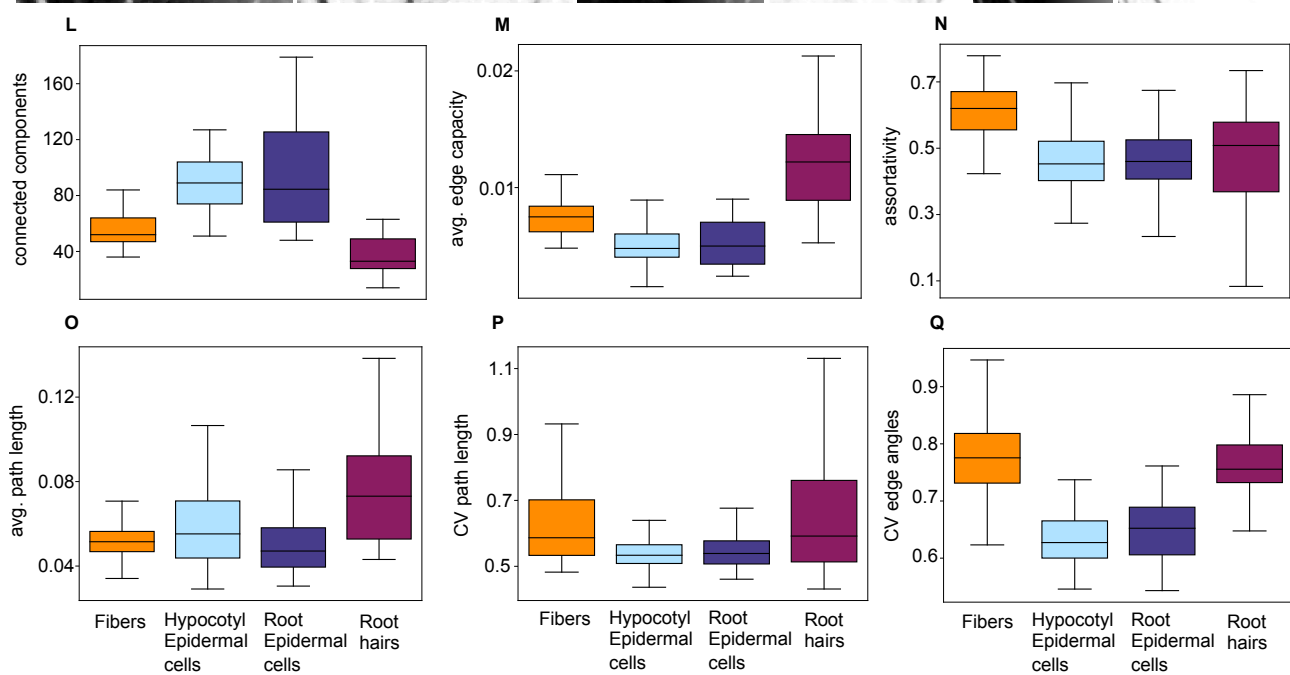 L
M
N
connected components
160
120
80
40
avg. edge capacity
0.02
0.01
assortativity
0.7
0.5
0.3
0.1
O
P
Q
avg. path length
0.12
0.08
0.04
CV path length
1.1
0.9
0.7
0.5
CV edge angles
0.9
0.8
0.7
0.6
Fibers
Hypocotyl
Epidermal
cells
Root
Epidermal
cells
Root
hairs
Fibers
Hypocotyl
Epidermal
cells
Root
Epidermal
cells
Root
hairs
Fibers
Hypocotyl
Epidermal
cells
Root
Epidermal
cells
Root
hairs